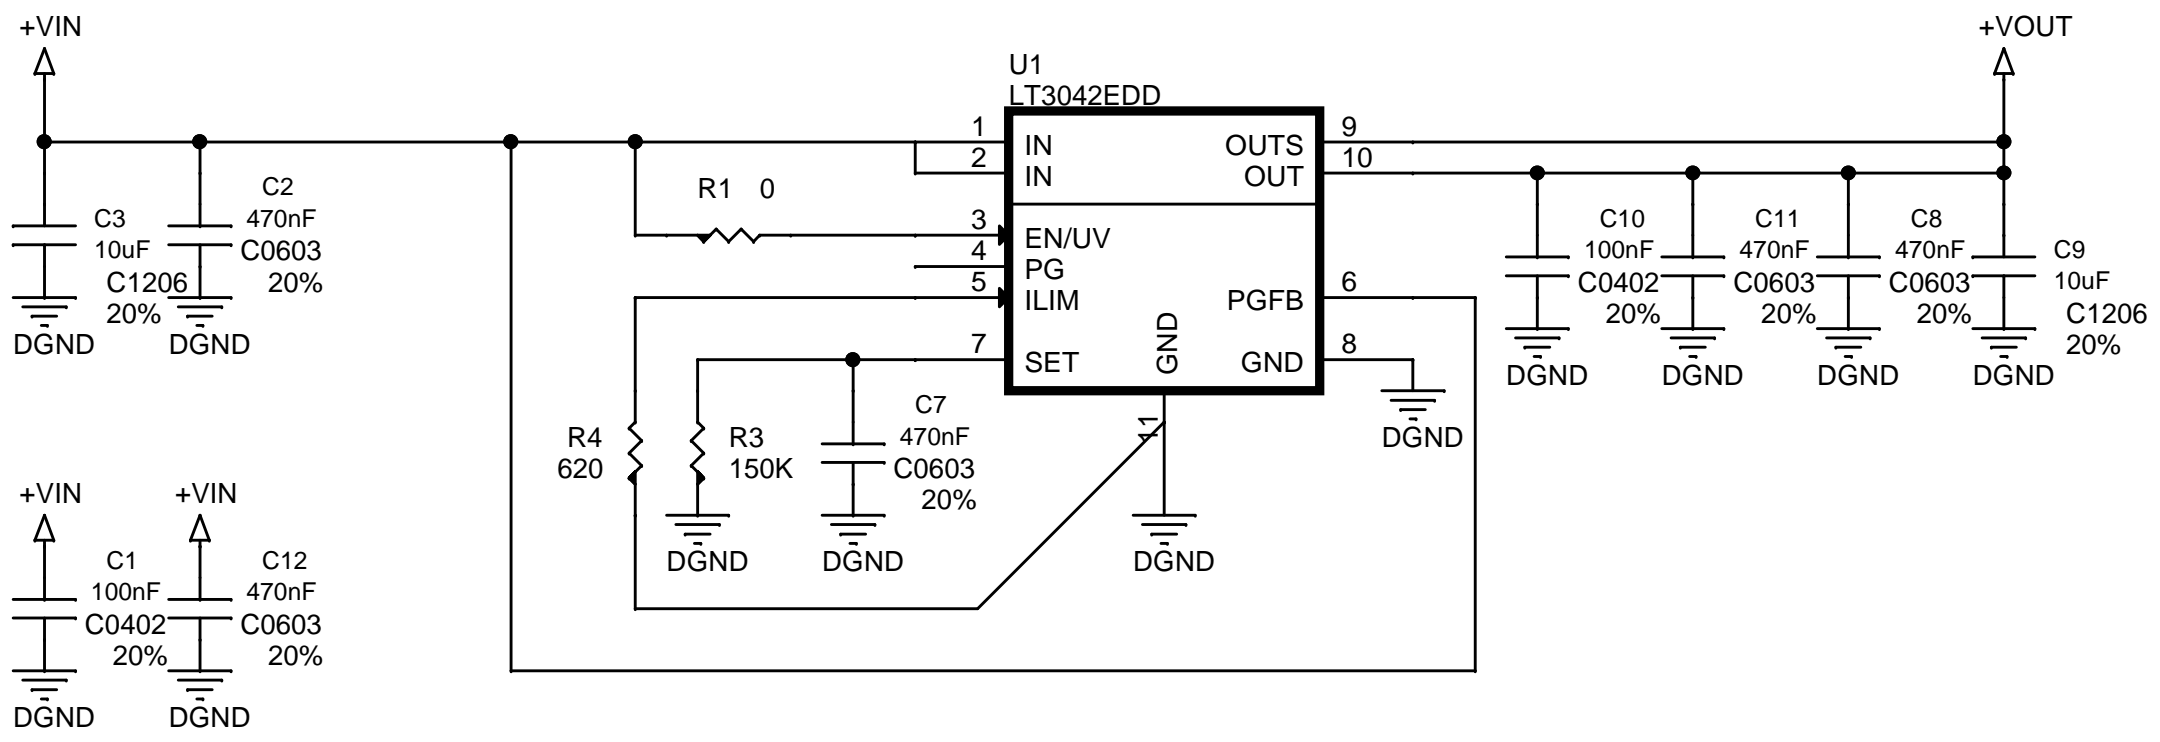 +VIN
+VOUT
U1
LT3042EDD
1
IN
2
IN
R1 0
3
EN/UV
4
PG
5
ILIM
7
SET
GND
11
DGND
OUTS
9
OUT
10
PGFB
6
GND
8
DGND
C3
10uF
C1206
20%
DGND
C2
470nF
C0603
20%
DGND
R4
620
R3
150K
DGND
C7
470nF
C0603
20%
DGND
C10
100nF
C0402
20%
DGND
C11
470nF
C0603
20%
DGND
C8
470nF
C0603
20%
DGND
C9
10uF
C1206
20%
DGND
+VIN
C1
100nF
C0402
20%
DGND
+VIN
C12
470nF
C0603
20%
DGND